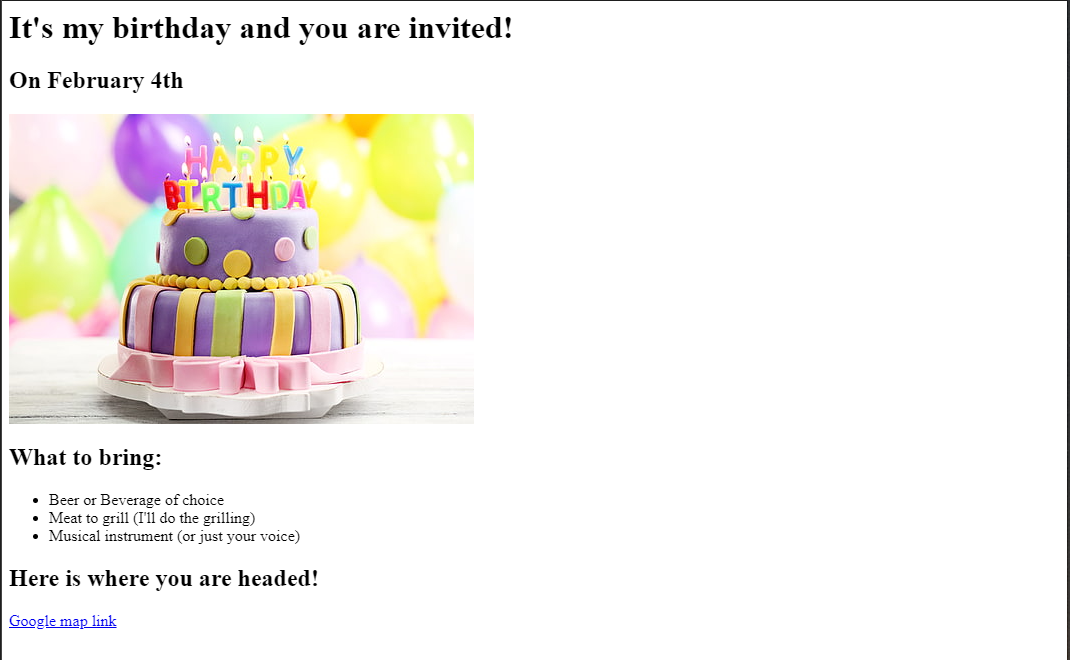 It's my birthday and you are invited!
On February 4th
HAPPY
BIRTHDAY
What to bring:
Beer or Beverage of choice
Meat to grill (I'll do the grilling)
Musical instrument (or just your voice)
Here is where you are headed!
Google map link